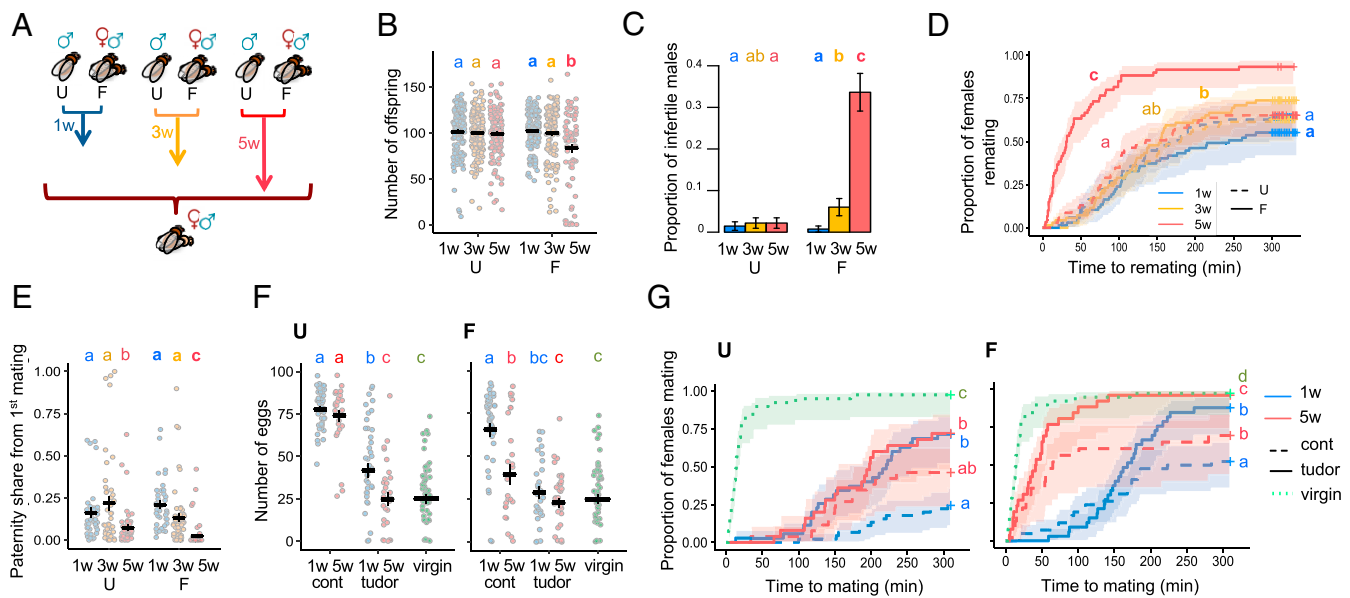 A
♂ ♀♂ ♂ ♀♂ ♂ ♀♂
U F U F U F
1w 3w 5w
♀♂
B
Number of offspring
a a a a a b
150
100
50
0
1w 3w 5w 1w 3w 5w
U F
C
Proportion of infertile males
a ab a a b c
0.4
0.3
0.2
0.1
0
1w 3w 5w 1w 3w 5w
U F
D
Proportion of females
remating
1.00
0.75
0.50
0.25
0.00
c
ab b
a
a
a
1w
3w
5w
U
F
0 50 100 150 200 250 300
Time to remating (min)
E
Paternity share from 1st mating
a a b a a c
1.00
0.75
0.50
0.25
0.00
1w 3w 5w 1w 3w 5w
U F
F
Number of eggs
U
a a b c c
100
75
50
25
0
1w 5w 1w 5w virgin
cont tudor
F
a b bc c c
1w 5w 1w 5w virgin
cont tudor
G
Proportion of females mating
U
1.00
0.75
0.50
0.25
0.00
c
b
b
ab
a
0 50 100 150 200 250 300
Time to mating (min)
F
d
c
b
b
a
0 50 100 150 200 250 300
Time to mating (min)
1w
5w
cont
tudor
virgin